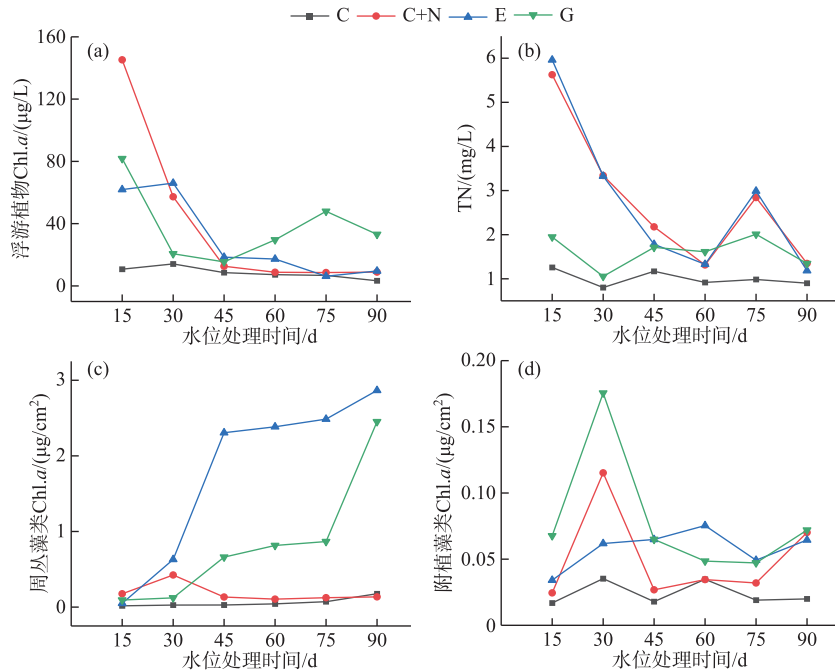 C C+N E G
(a)
160
120
80
40
0
浮游植物Chl.a/(μg/L)
15 30 45 60 75 90
水位处理时间/d
(b)
6
5
4
3
2
1
TN/(mg/L)
15 30 45 60 75 90
水位处理时间/d
(c)
3
2
1
0
周丛藻类Chl.a/(μg/cm²)
15 30 45 60 75 90
水位处理时间/d
(d)
0.20
0.15
0.10
0.05
0
附植藻类Chl.a/(μg/cm²)
15 30 45 60 75 90
水位处理时间/d